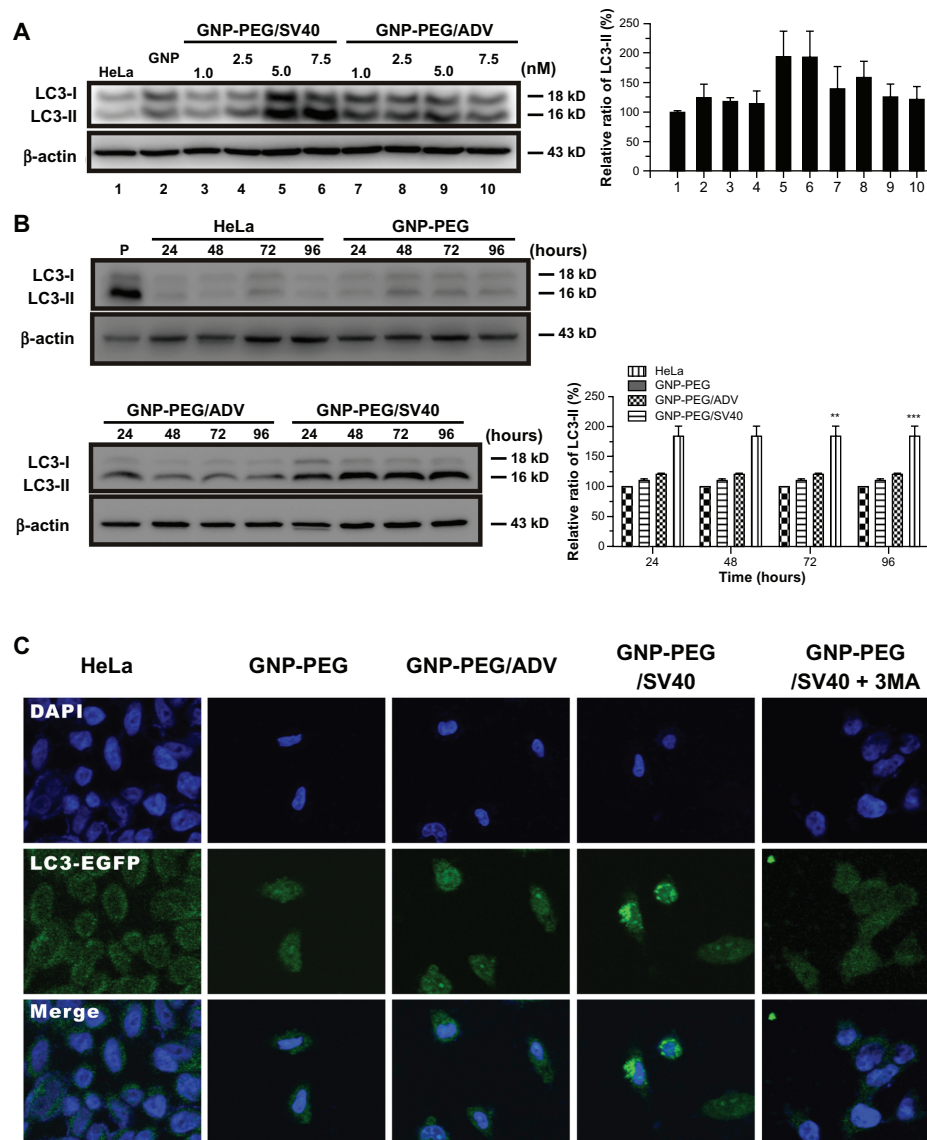 A
GNP-PEG/SV40 GNP-PEG/ADV
HeLa GNP 1.0 2.5 5.0 7.5 1.0 2.5 5.0 7.5 (nM)
LC3-I 18 kD
LC3-II 16 kD
β-actin 43 kD
1 2 3 4 5 6 7 8 9 10
Relative ratio of LC3-II (%)
250
200
150
100
50
0
1 2 3 4 5 6 7 8 9 10
B
HeLa GNP-PEG
P 24 48 72 96 24 48 72 96 (hours)
LC3-I 18 kD
LC3-II 16 kD
β-actin 43 kD
GNP-PEG/ADV GNP-PEG/SV40
24 48 72 96 24 48 72 96 (hours)
LC3-I 18 kD
LC3-II 16 kD
β-actin 43 kD
HeLa
GNP-PEG
GNP-PEG/ADV
GNP-PEG/SV40
Relative ratio of LC3-II (%)
250
200
150
100
50
0
** ***
24 48 72 96
Time (hours)
C
HeLa GNP-PEG GNP-PEG/ADV GNP-PEG /SV40 GNP-PEG /SV40 + 3MA
DAPI
LC3-EGFP
Merge